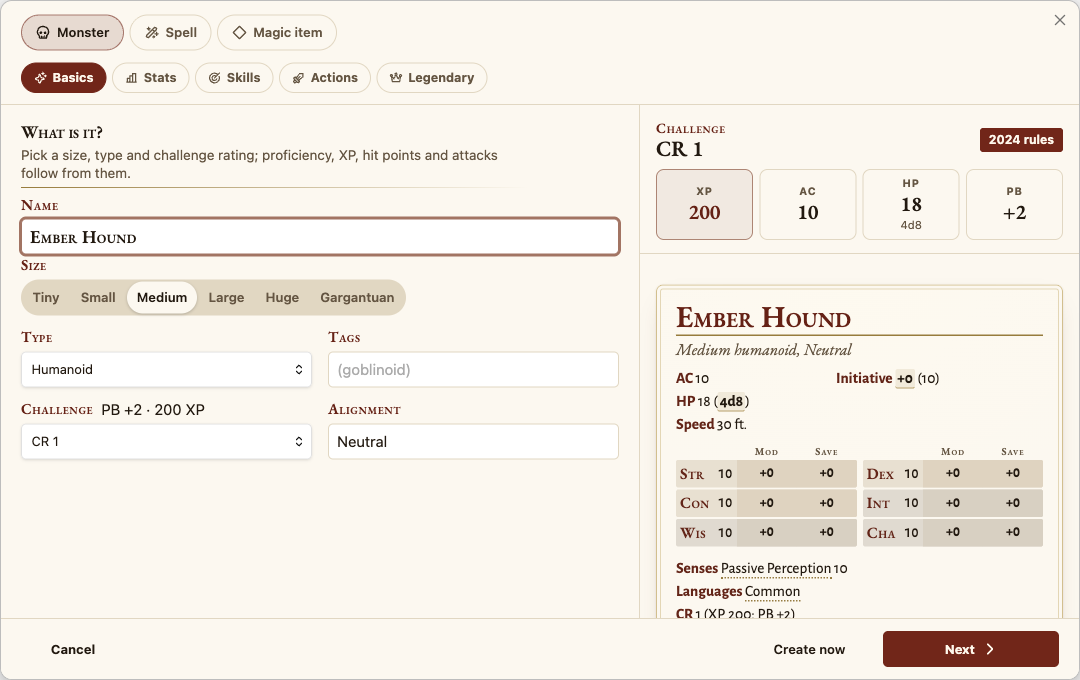 Monster
Spell
Magic item
Basics
Stats
Skills
Actions
Legendary
What is it?
Pick a size, type and challenge rating; proficiency, XP, hit points and attacks
follow from them.
Name
Ember Hound
Size
Tiny Small Medium Large Huge Gargantuan
Type
Humanoid
Tags
(goblinoid)
Challenge PB +2 · 200 XP
CR 1
Alignment
Neutral
Challenge
CR 1
2024 rules
XP
200
AC
10
HP
18
4d8
PB
+2
Ember Hound
Medium humanoid, Neutral
AC 10 Initiative +0 (10)
HP 18 (4d8)
Speed 30 ft.
Mod Save Mod Save
Str 10 +0 +0 Dex 10 +0 +0
Con 10 +0 +0 Int 10 +0 +0
Wis 10 +0 +0 Cha 10 +0 +0
Senses Passive Perception 10
Languages Common
CR 1 (XP 200; PB +2)
Cancel
Create now
Next